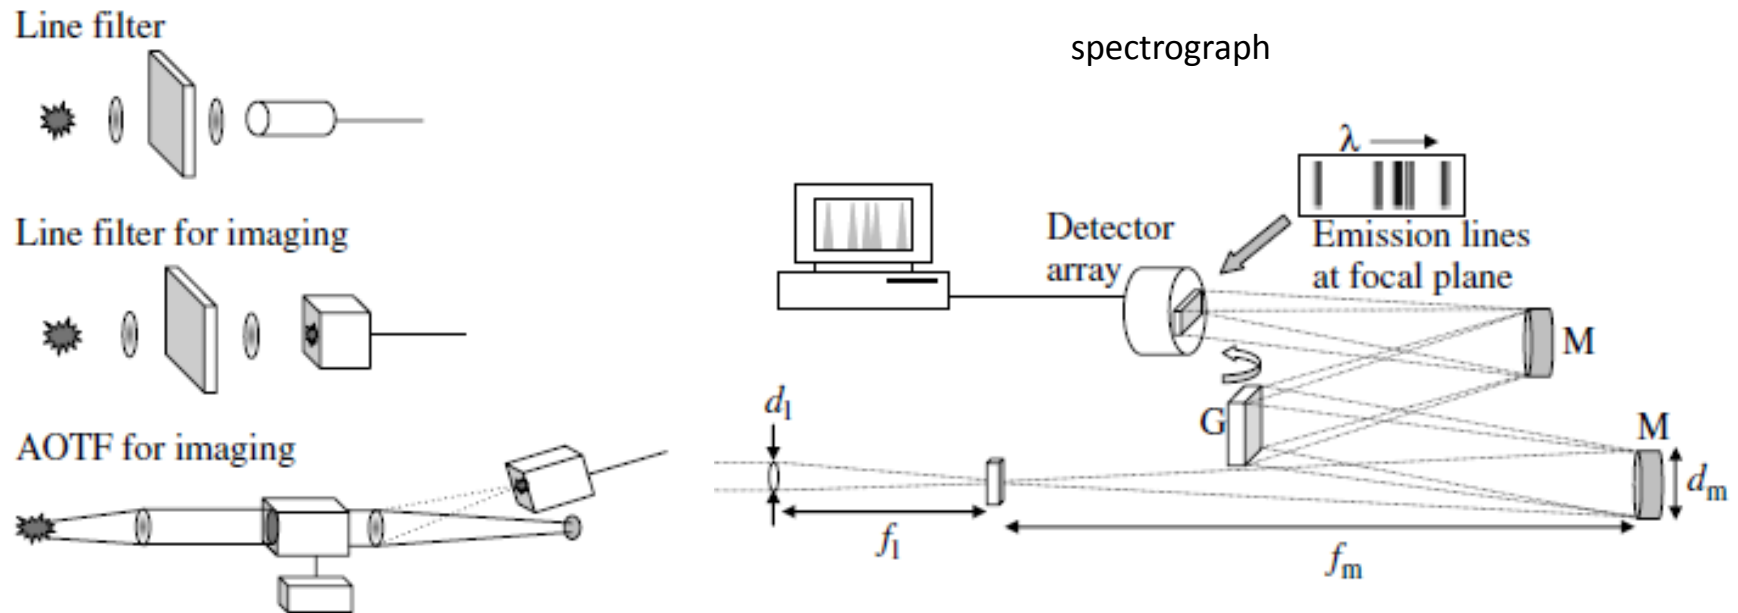 Line filter
spectrograph
λ
Line filter for imaging
Detector
array
Emission lines
at focal plane
M
G
AOTF for imaging
d₁
M
dₘ
f₁
fₘ